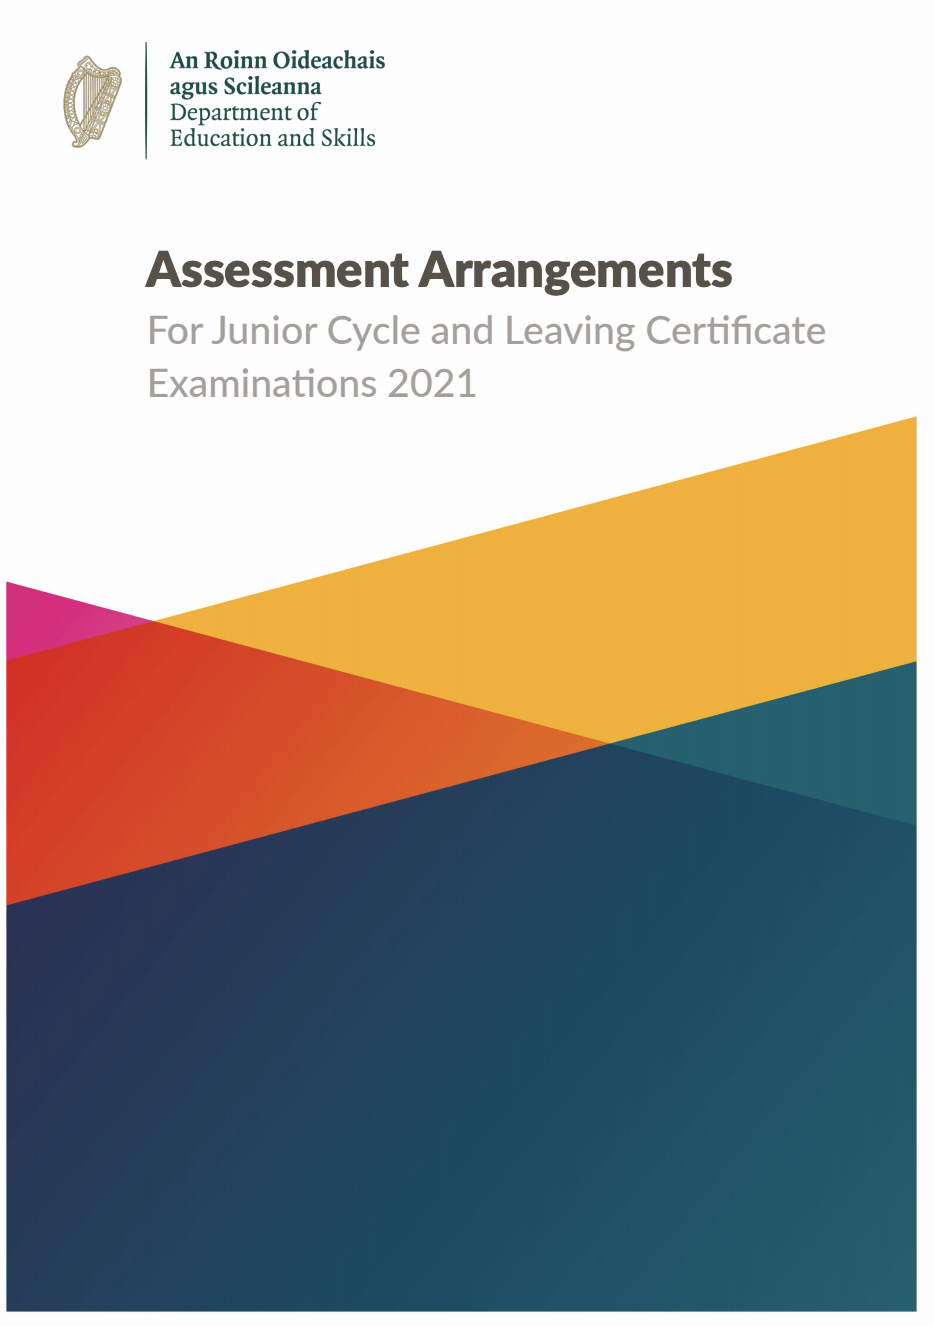 An Roinn Oideachais
agus Scileanna
Department of
Education and Skills
Assessment Arrangements
For Junior Cycle and Leaving Certificate
Examinations 2021